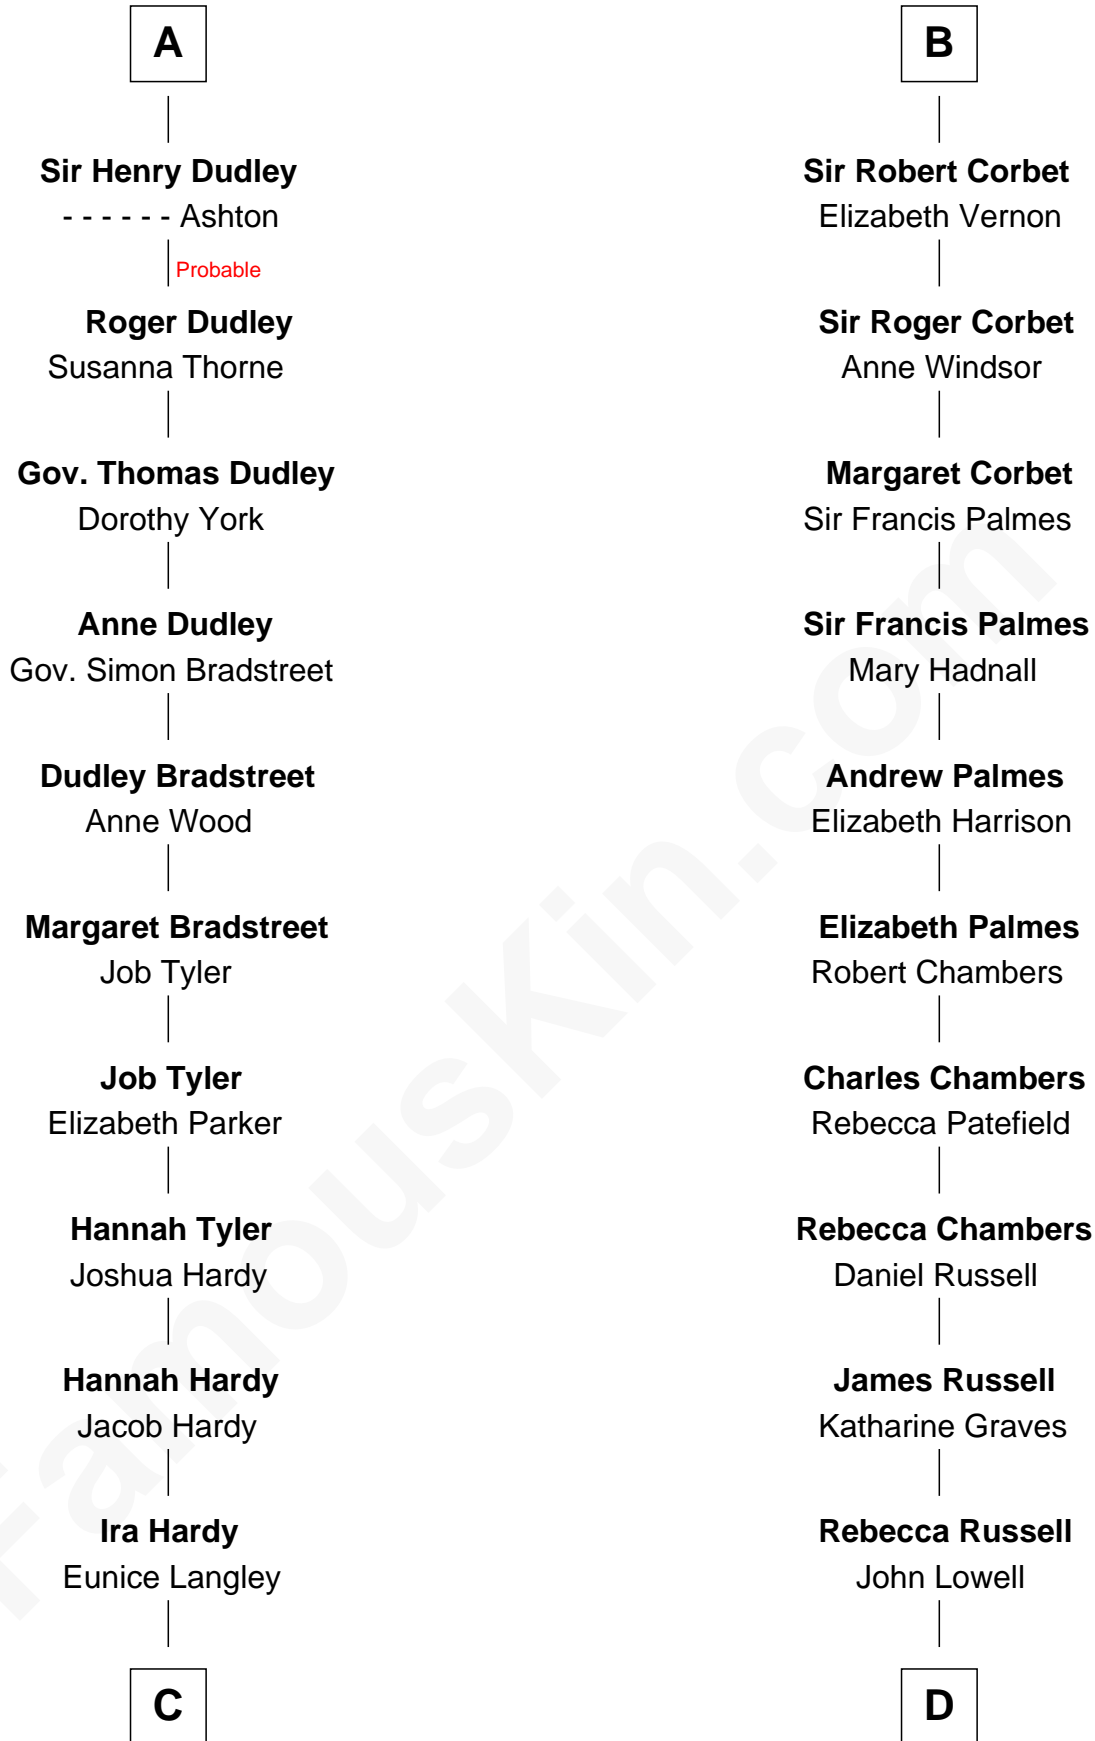 A
Sir Henry Dudley
- - - - - - Ashton
Probable
Roger Dudley
Susanna Thorne
Gov. Thomas Dudley
Dorothy York
Anne Dudley
Gov. Simon Bradstreet
Dudley Bradstreet
Anne Wood
Margaret Bradstreet
Job Tyler
Job Tyler
Elizabeth Parker
Hannah Tyler
Joshua Hardy
Hannah Hardy
Jacob Hardy
Ira Hardy
Eunice Langley
C
B
Sir Robert Corbet
Elizabeth Vernon
Sir Roger Corbet
Anne Windsor
Margaret Corbet
Sir Francis Palmes
Sir Francis Palmes
Mary Hadnall
Andrew Palmes
Elizabeth Harrison
Elizabeth Palmes
Robert Chambers
Charles Chambers
Rebecca Patefield
Rebecca Chambers
Daniel Russell
James Russell
Katharine Graves
Rebecca Russell
John Lowell
D
FamousKin.com